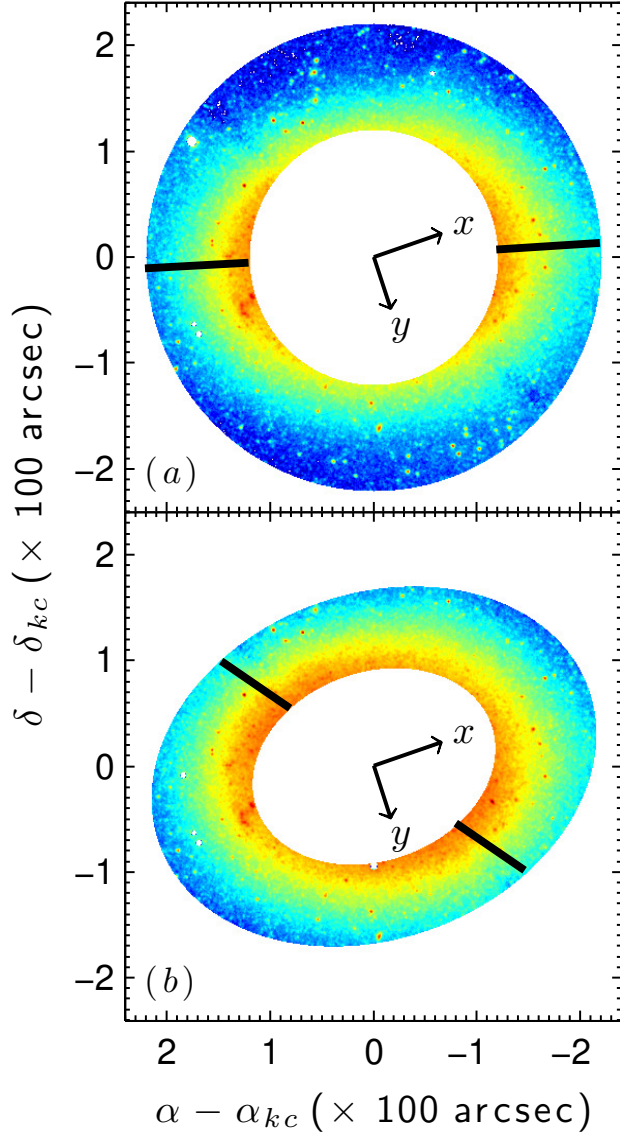 2
1
0
−1
−2
x
y
(a)
δ − δkc (× 100 arcsec)
2
1
0
−1
−2
x
y
(b)
2 1 0 −1 −2
α − αkc (× 100 arcsec)